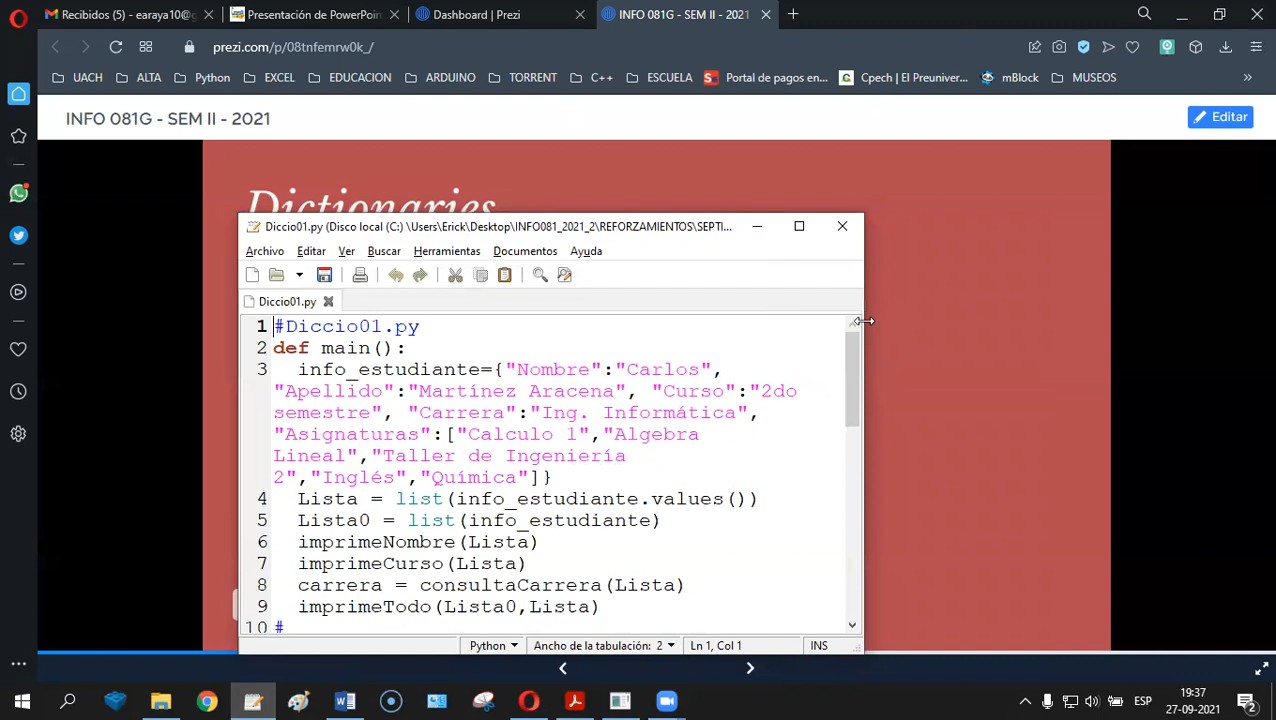 Recibidos (5) - earaya10@g
Presentación de PowerPoin
Dashboard | Prezi
INFO 081G - SEM II - 2021
prezi.com/p/08tnfemrw0k_/
UACH
ALTA
Python
EXCEL
EDUCACION
ARDUINO
TORRENT
C++
ESCUELA
Portal de pagos en...
Cpech | El Preuniver...
mBlock
MUSEOS
INFO 081G - SEM II - 2021
Editar
Dictionaries
Diccio01.py (Disco local (C:) \Users\Erick\Desktop\INFO081_2021_2\REFORZAMIENTOS\SEPTI...
Archivo Editar Ver Buscar Herramientas Documentos Ayuda
Diccio01.py
1 #Diccio01.py
2 def main():
3 info_estudiante={"Nombre":"Carlos",
"Apellido":"Martínez Aracena", "Curso":"2do
semestre", "Carrera":"Ing. Informática",
"Asignaturas":["Calculo 1","Algebra
Lineal","Taller de Ingeniería
2","Inglés","Química"]}
4 Lista = list(info_estudiante.values())
5 Lista0 = list(info_estudiante)
6 imprimeNombre(Lista)
7 imprimeCurso(Lista)
8 carrera = consultaCarrera(Lista)
9 imprimeTodo(Lista0,Lista)
10 #
Python Ancho de la tabulación: 2 Ln 1, Col 1 INS
ESP
19:37
27-09-2021
2